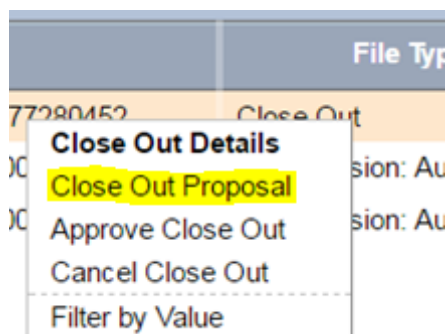 File Typ
77280452 Close Out
Close Out Details
sion: Au
Close Out Proposal
Approve Close Out
sion: Au
Cancel Close Out
Filter by Value